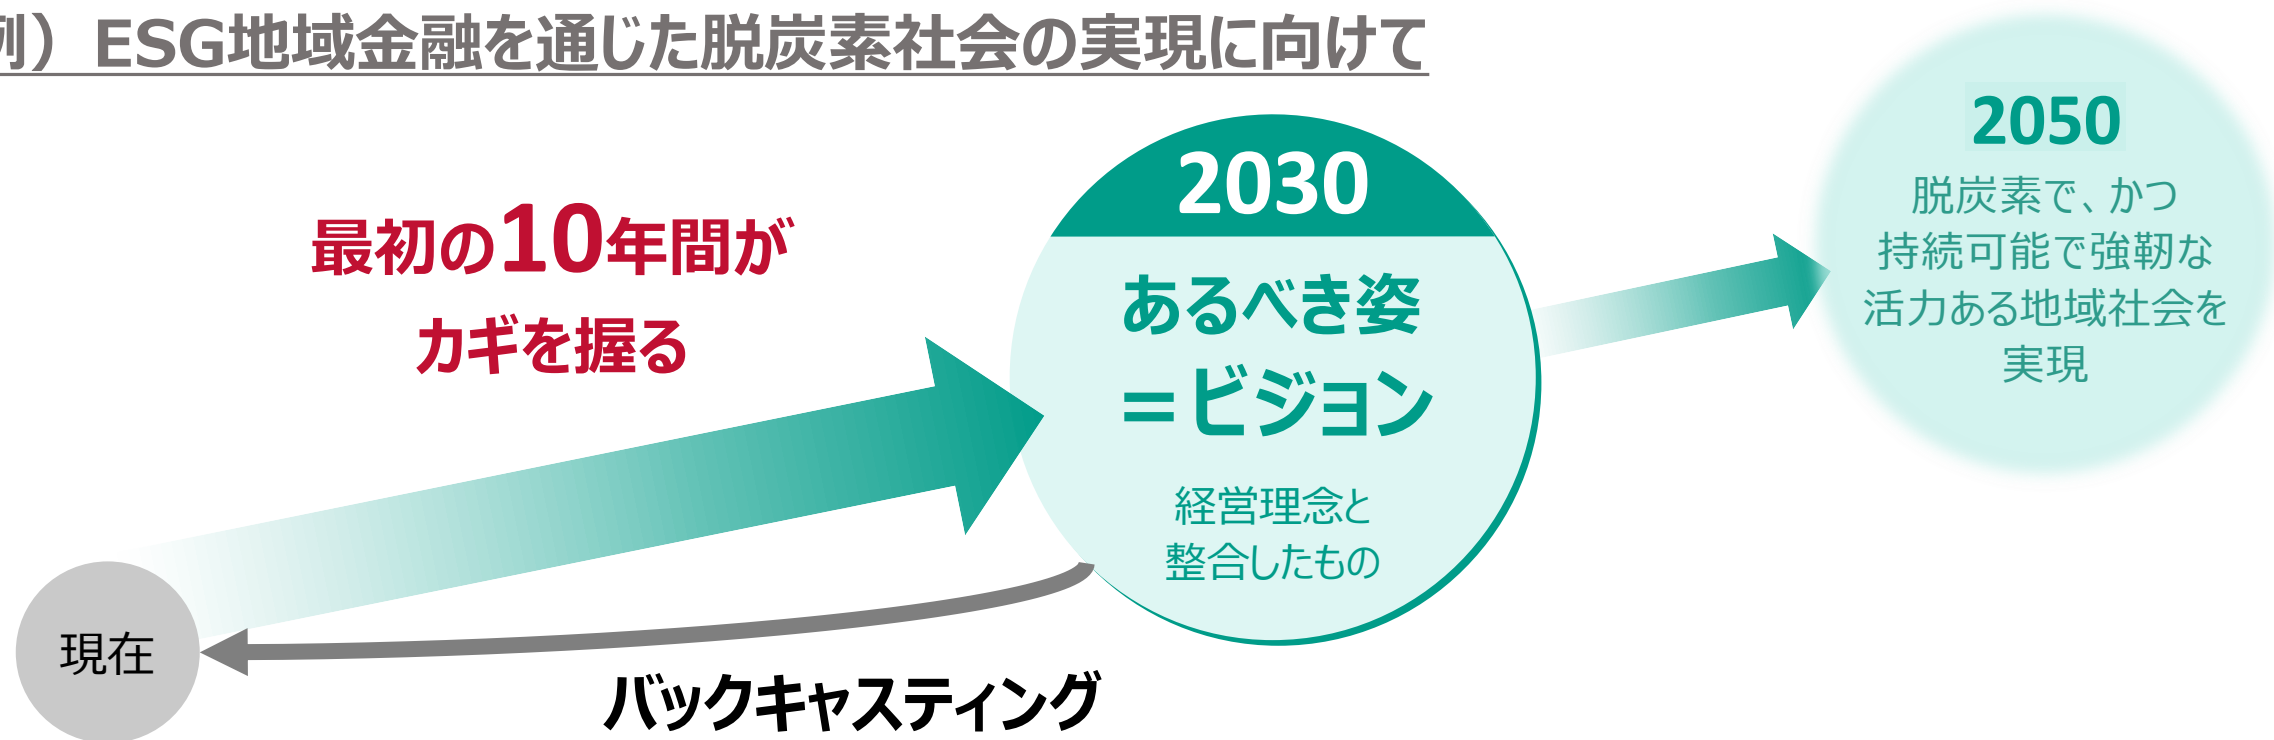 例）ESG地域金融を通じた脱炭素社会の実現に向けて
2050
脱炭素で、かつ
持続可能で強靭な
活力ある地域社会を
実現
2030
あるべき姿
＝ビジョン
経営理念と
整合したもの
最初の10年間が
カギを握る
現在
バックキャスティング